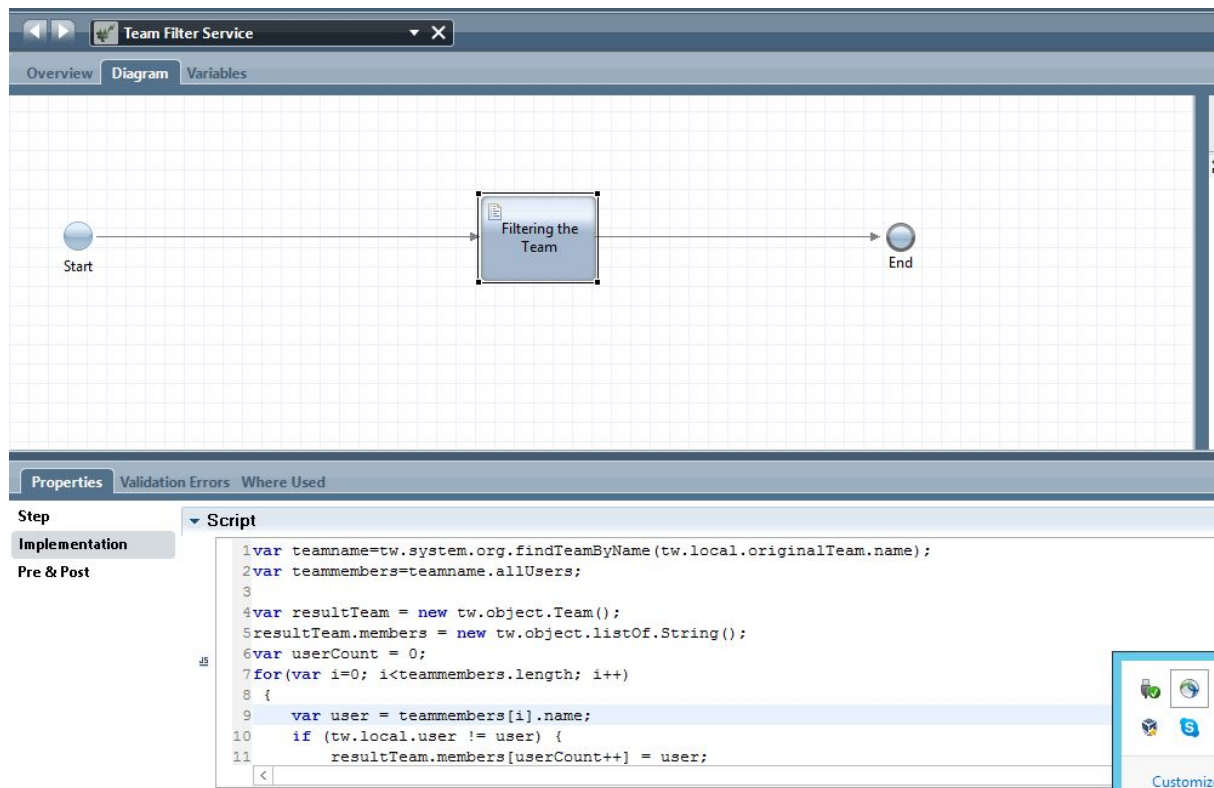 Team Filter Service
Overview Diagram Variables
Filtering the
Team
Start
End
Properties Validation Errors Where Used
Step
Script
Implementation
Pre & Post
1var teamname=tw.system.org.findTeamByName(tw.local.originalTeam.name);
2var teammembers=teamname.allUsers;
3
4var resultTeam = new tw.object.Team();
5resultTeam.members = new tw.object.listOf.String();
6var userCount = 0;
JS
7for(var i=0; i<teammembers.length; i++)
8 {
9 var user = teammembers[i].name;
10 if (tw.local.user != user) {
11 resultTeam.members[userCount++] = user;